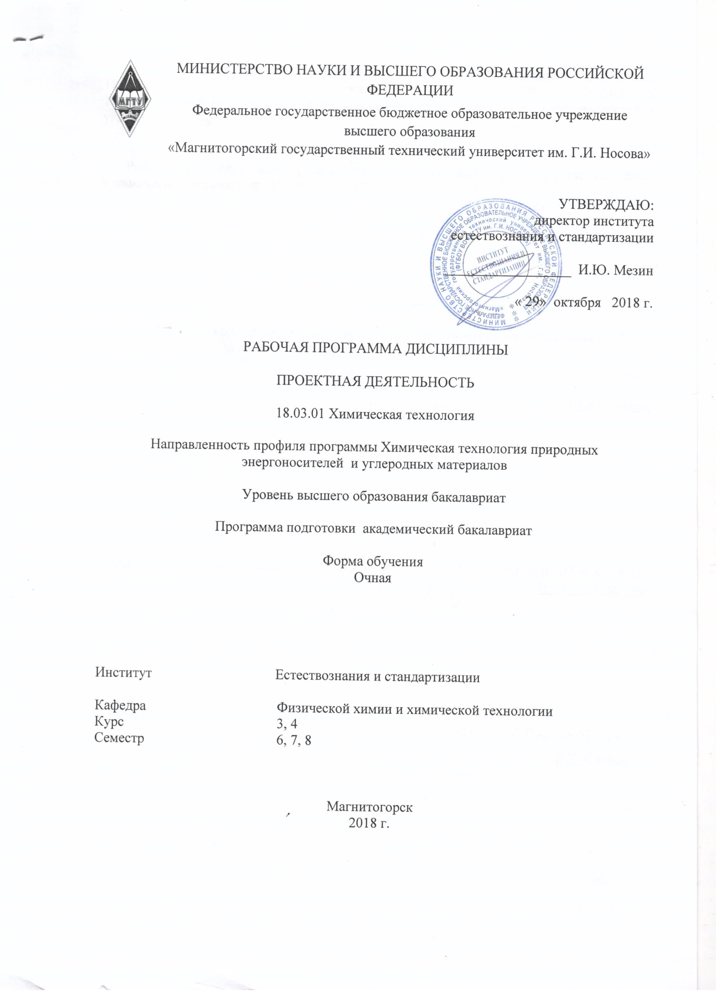 МИНИСТЕРСТВО НАУКИ И ВЫСШЕГО ОБРАЗОВАНИЯ РОССИЙСКОЙ
ФЕДЕРАЦИИ
Федеральное государственное бюджетное образовательное учреждение
высшего образования
«Магнитогорский государственный технический университет им. Г.И. Носова»
МГТУ
УТВЕРЖДАЮ:
директор института
естествознания и стандартизации
МИНИСТЕРСТВО НАУКИ И ВЫСШЕГО ОБРАЗОВАНИЯ РОССИЙСКОЙ ФЕДЕРАЦИИ
ФЕДЕРАЛЬНОЕ ГОСУДАРСТВЕННОЕ БЮДЖЕТНОЕ ОБРАЗОВАТЕЛЬНОЕ УЧРЕЖДЕНИЕ ВЫСШЕГО ОБРАЗОВАНИЯ
«Магнитогорский государственный технический университет им. Г.И. Носова»
(ФГБОУ ВО «МГТУ им. Г.И. НОСОВА»)
ИНСТИТУТ
ЕСТЕСТВОЗНАНИЯ И
СТАНДАРТИЗАЦИИ
И.Ю. Мезин
« 29» октября 2018 г.
РАБОЧАЯ ПРОГРАММА ДИСЦИПЛИНЫ
ПРОЕКТНАЯ ДЕЯТЕЛЬНОСТЬ
18.03.01 Химическая технология
Направленность профиля программы Химическая технология природных
энергоносителей и углеродных материалов
Уровень высшего образования бакалавриат
Программа подготовки академический бакалавриат
Форма обучения
Очная
Институт Естествознания и стандартизации
Кафедра Физической химии и химической технологии
Курс 3, 4
Семестр 6, 7, 8
Магнитогорск
2018 г.